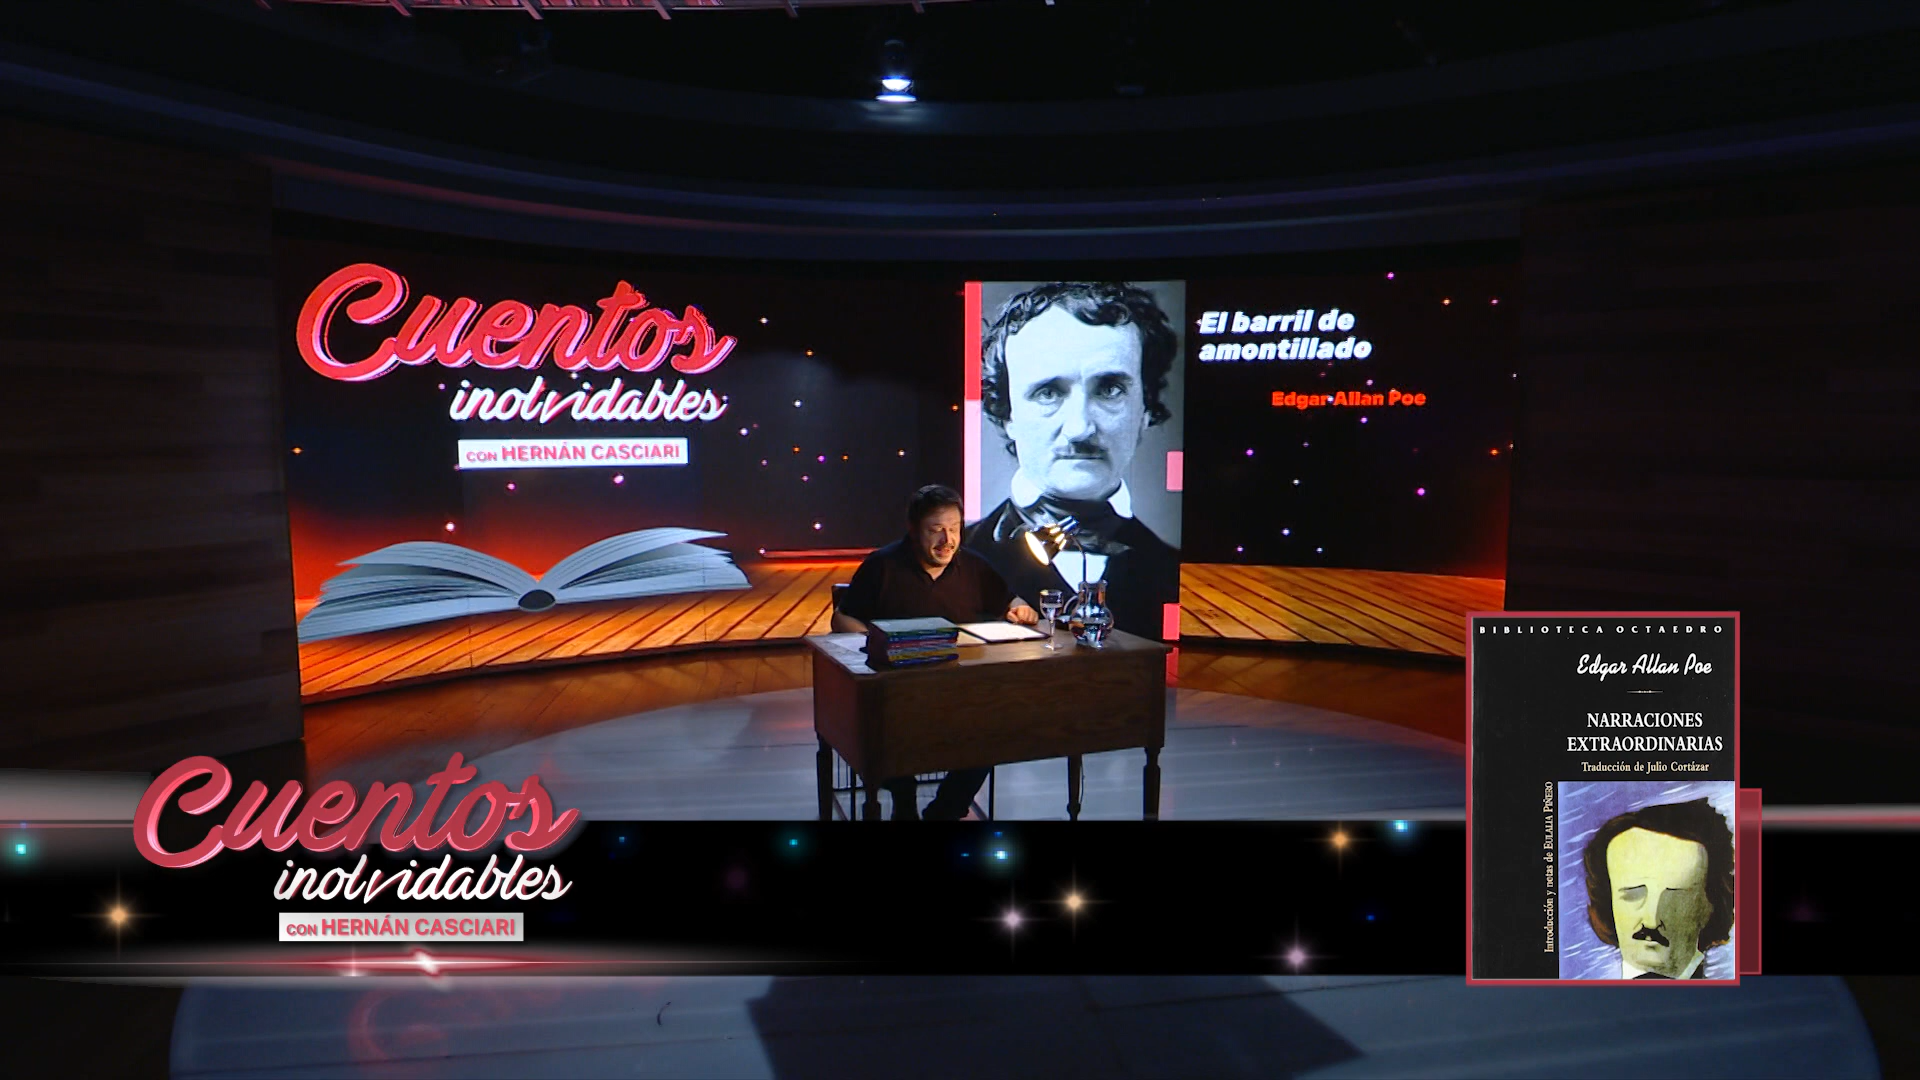 Cuentos
inolvidables
CON HERNÁN CASCIARI
El barril de
amontillado
Edgar Allan Poe
BIBLIOTECA OCTAEDRO
Edgar Allan Poe
NARRACIONES
EXTRAORDINARIAS
Traducción de Julio Cortázar
Introducción y notas de EULALIA PIÑERO
Cuentos
inolvidables
CON HERNÁN CASCIARI